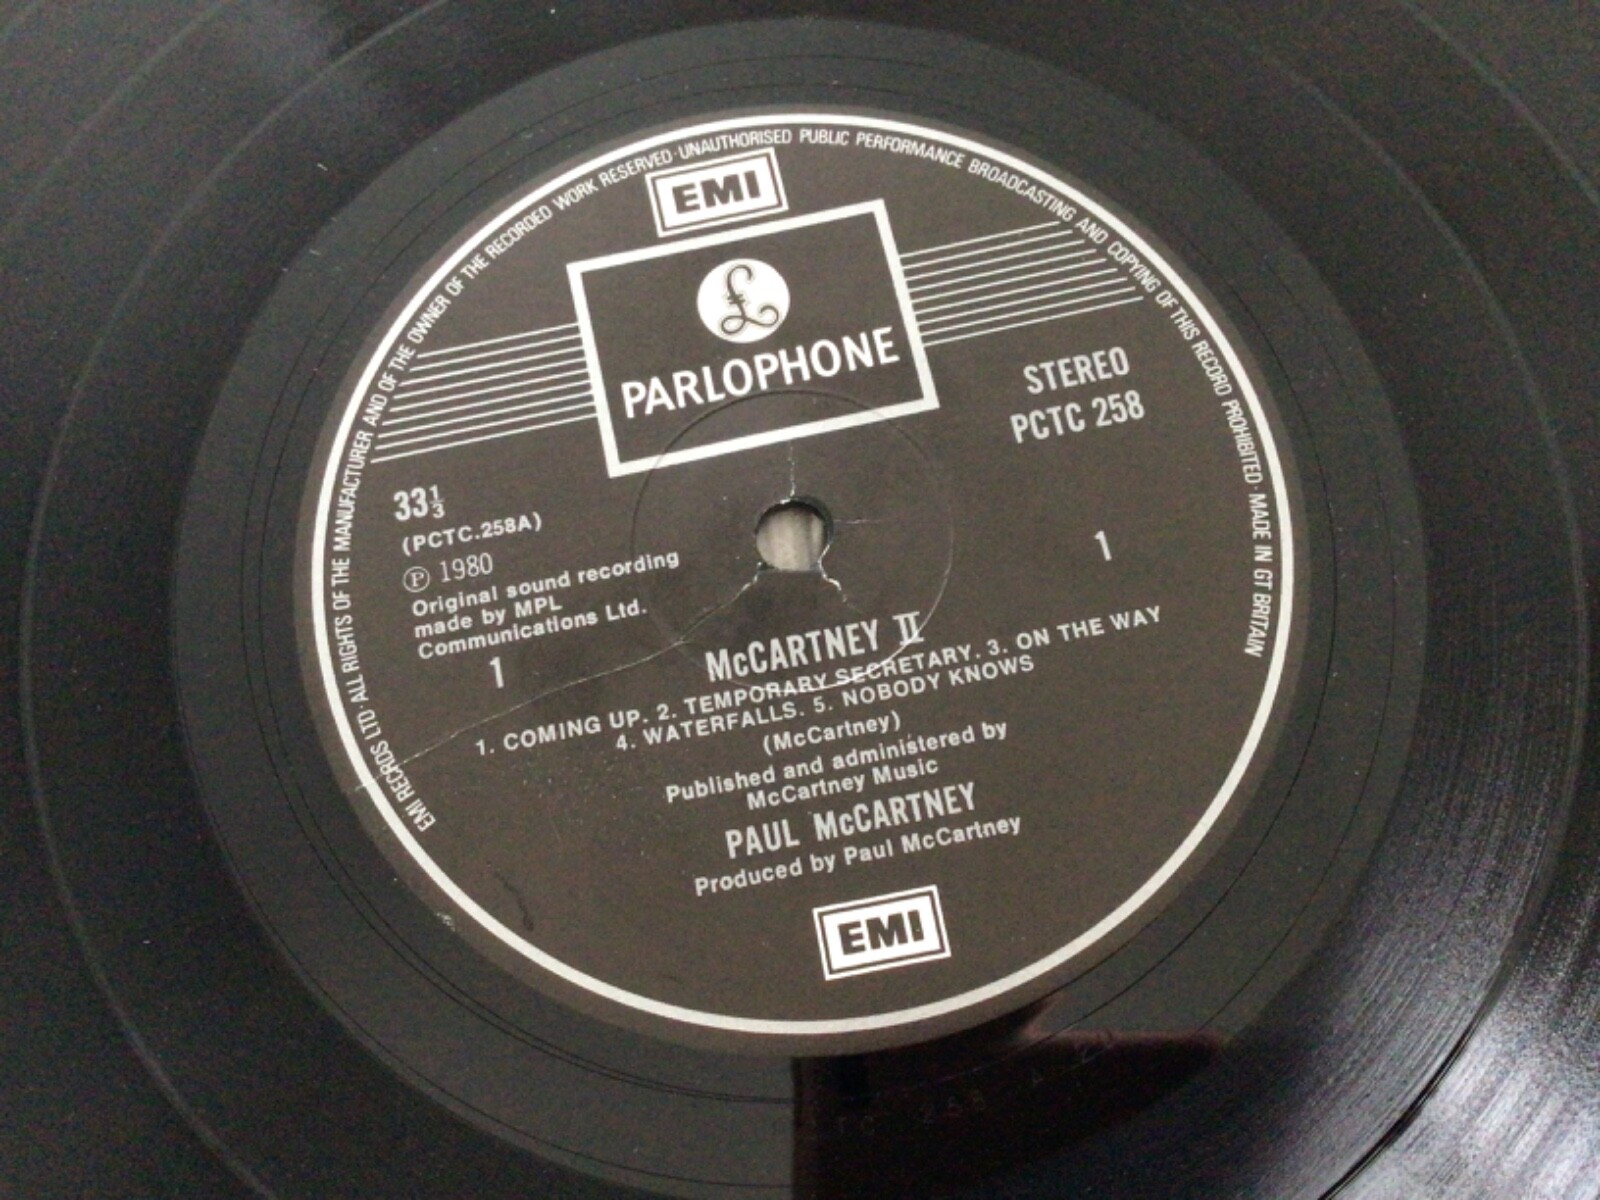 EMI RECORDS LTD·ALL RIGHTS OF THE MANUFACTURER AND OF THE OWNER OF THE RECORDED WORK RESERVED·UNAUTHORISED PUBLIC PERFORMANCE BROADCASTING AND COPYING OF THIS RECORD PROHIBITED·MADE IN GT BRITAIN
EMI
£
PARLOPHONE
STEREO
PCTC 258
33⅓
(PCTC.258A)
Ⓟ 1980
Original sound recording
made by MPL
Communications Ltd.
1
1
McCARTNEY II
1. COMING UP. 2. TEMPORARY SECRETARY. 3. ON THE WAY
4. WATERFALLS. 5. NOBODY KNOWS
(McCartney)
Published and administered by
McCartney Music
PAUL McCARTNEY
Produced by Paul McCartney
EMI